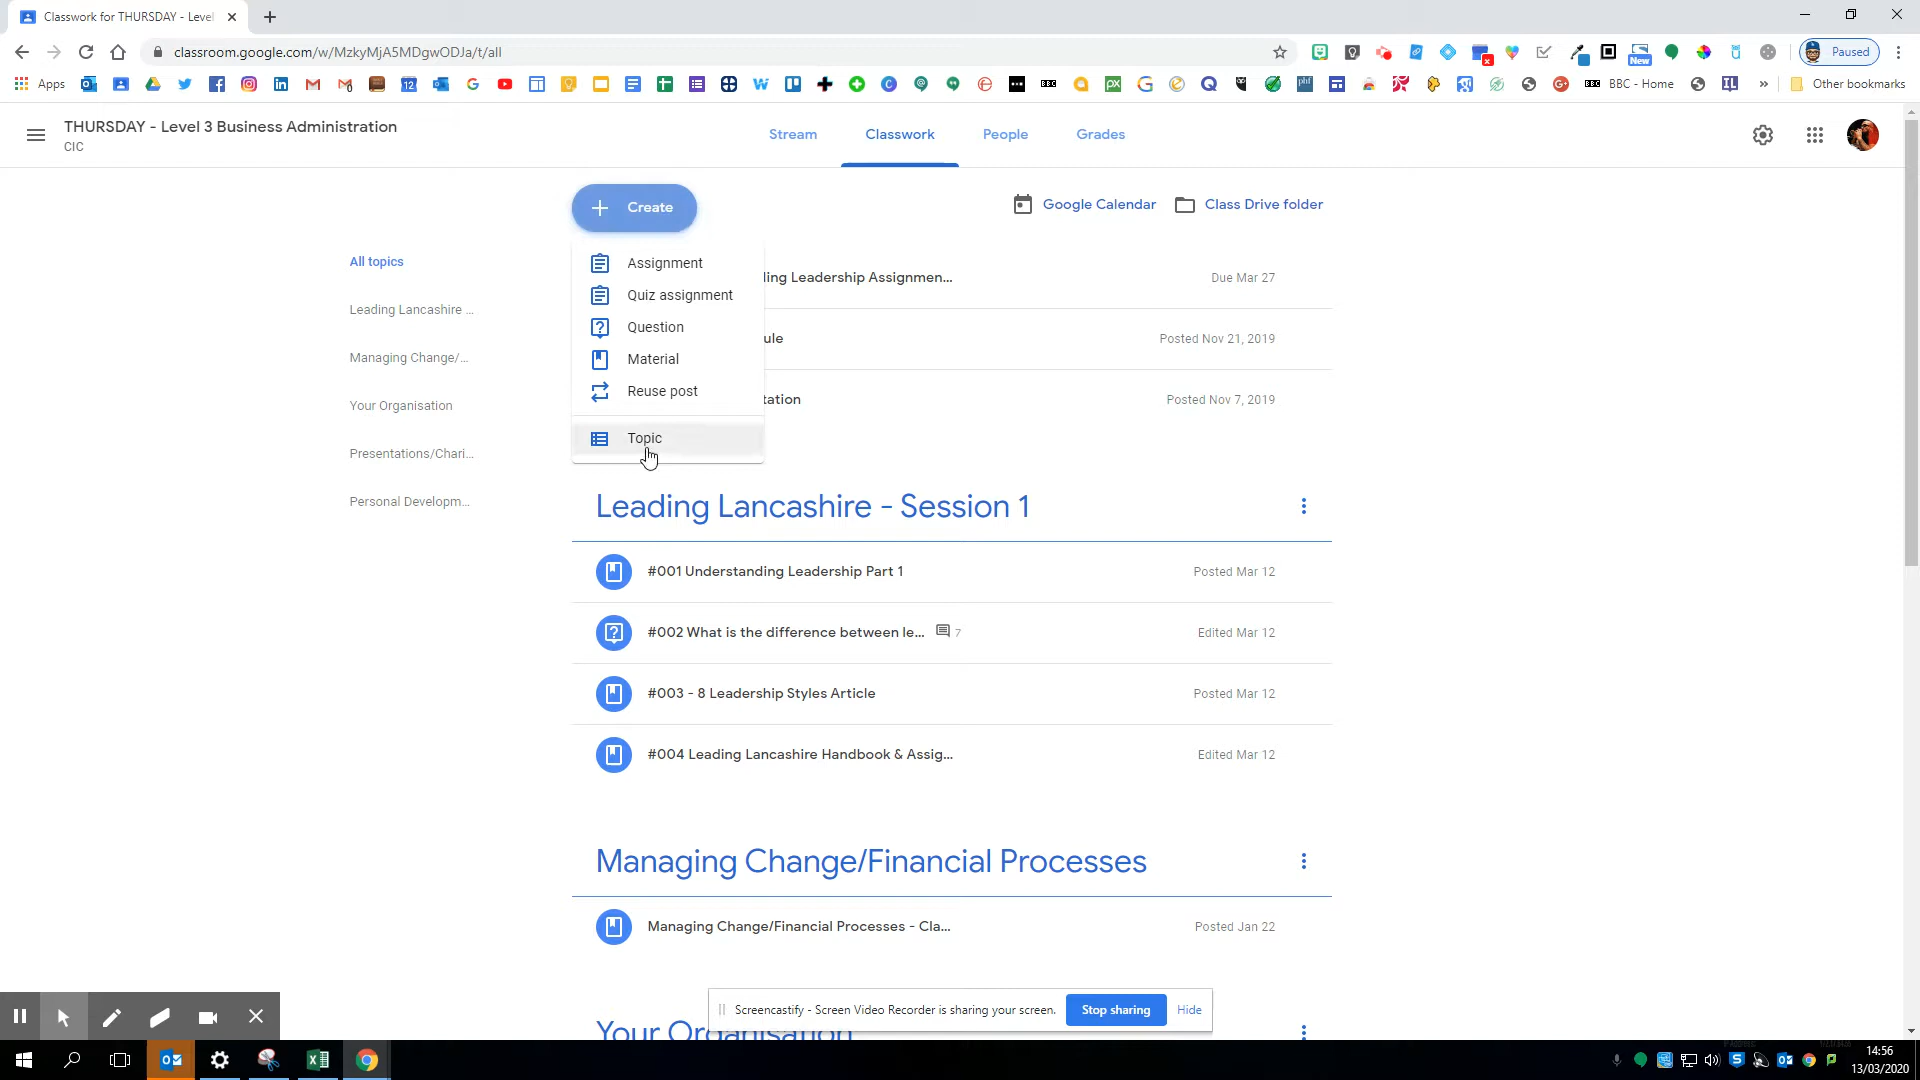 Classwork for THURSDAY - Level
classroom.google.com/w/MzkyMjA5MDgwODJa/t/all
New
Paused
Apps
BBC - Home
Other bookmarks
THURSDAY - Level 3 Business Administration
CIC
Stream
Classwork
People
Grades
Create
Google Calendar
Class Drive folder
All topics
Leading Lancashire ...
Managing Change/...
Your Organisation
Presentations/Chari...
Personal Developm...
Assignment
Quiz assignment
Question
Material
Reuse post
Topic
ling Leadership Assignmen...
Due Mar 27
ule
Posted Nov 21, 2019
tation
Posted Nov 7, 2019
Leading Lancashire - Session 1
#001 Understanding Leadership Part 1
Posted Mar 12
#002 What is the difference between le...
7
Edited Mar 12
#003 - 8 Leadership Styles Article
Posted Mar 12
#004 Leading Lancashire Handbook & Assig...
Edited Mar 12
Managing Change/Financial Processes
Managing Change/Financial Processes - Cla...
Posted Jan 22
Your Organisation
Screencastify - Screen Video Recorder is sharing your screen.
Stop sharing
Hide
14:56
13/03/2020